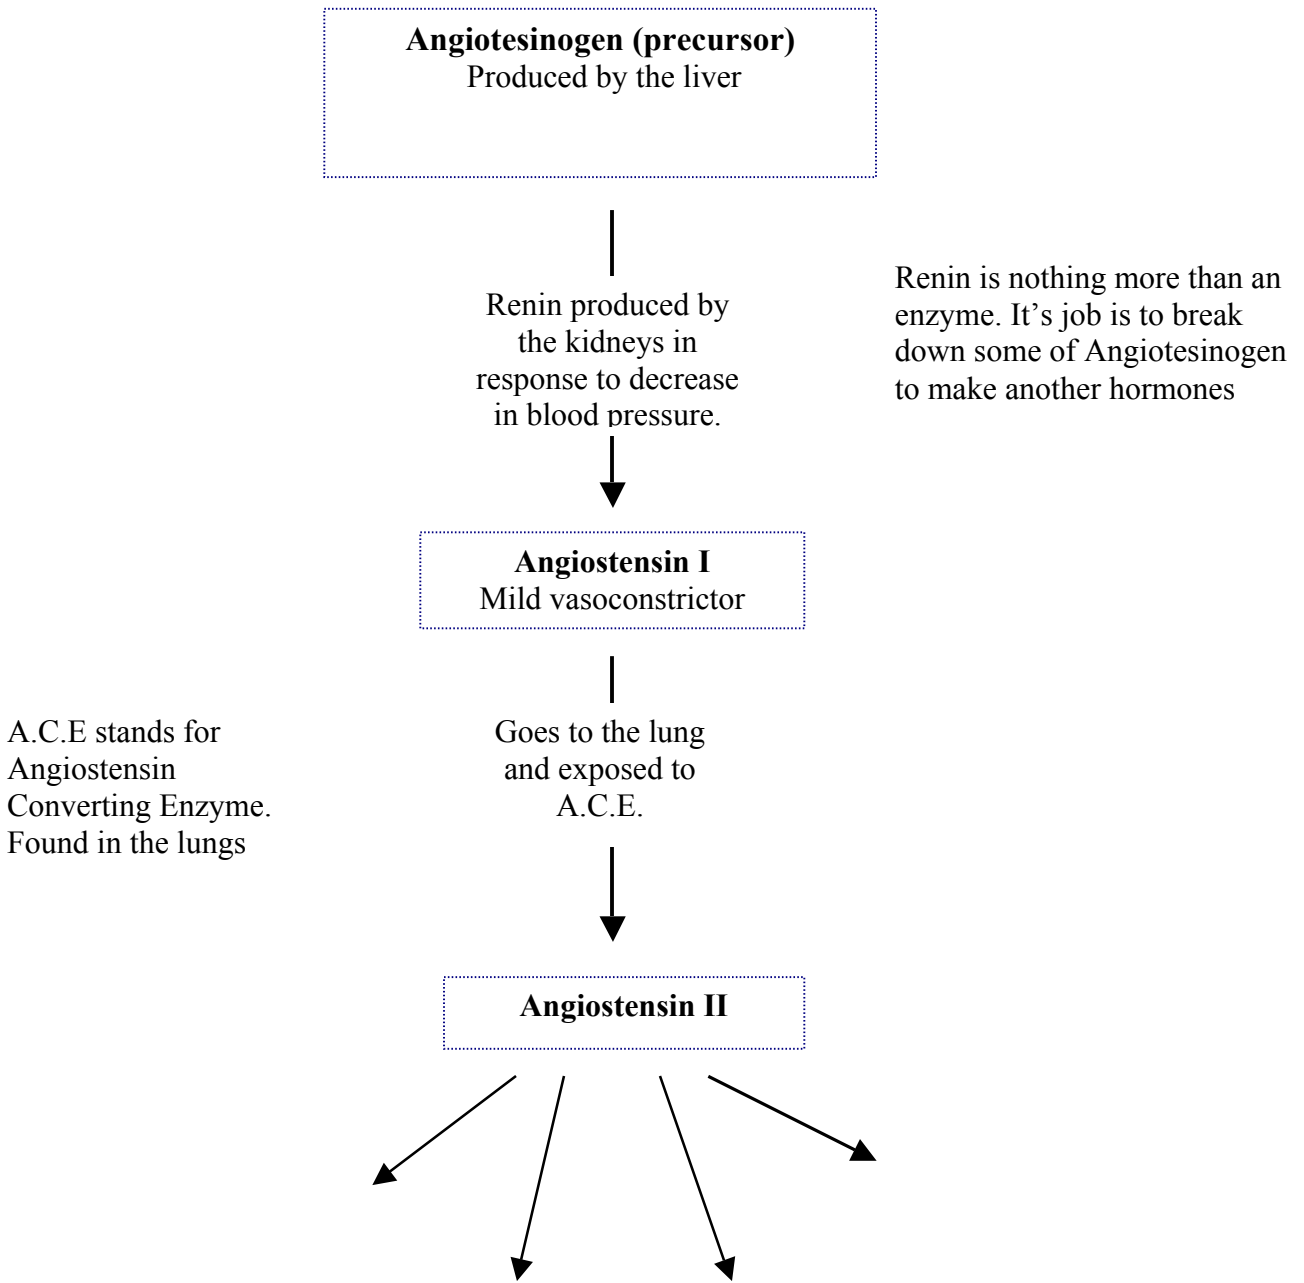 Angiotesinogen (precursor)
Produced by the liver
Renin produced by
the kidneys in
response to decrease
in blood pressure.
Renin is nothing more than an
enzyme. It’s job is to break
down some of Angiotesinogen
to make another hormones
Angiostensin I
Mild vasoconstrictor
A.C.E stands for
Angiostensin
Converting Enzyme.
Found in the lungs
Goes to the lung
and exposed to
A.C.E.
Angiostensin II